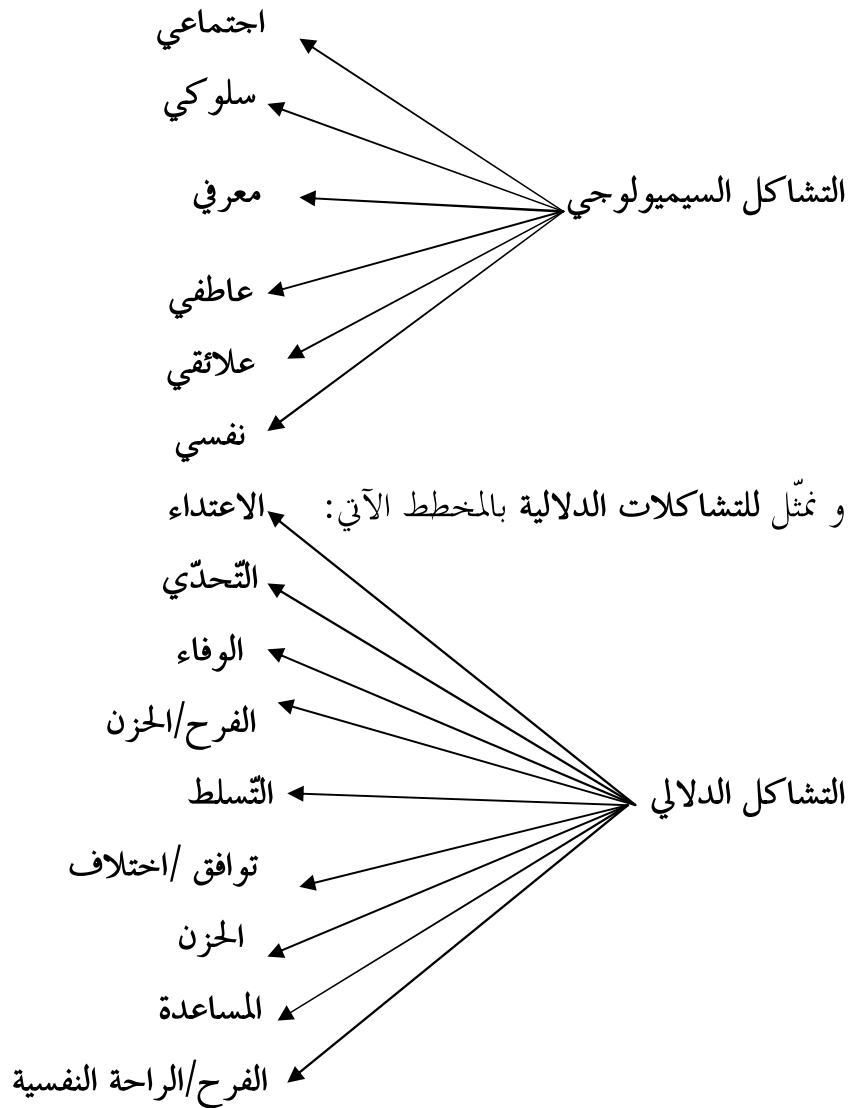 اجتماعي
سلوكي
التشاكل السيميولوجي
معرفي
عاطفي
علائقي
نفسي
و نمثّل للتشاكلات الدلالية بالمخطط الآتي:
الاعتداء
التّحدّي
الوفاء
الفرح/الحزن
التشاكل الدلالي
التّسلط
توافق /اختلاف
الحزن
المساعدة
الفرح/الراحة النفسية